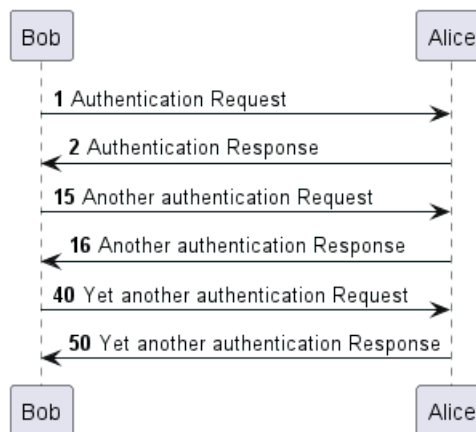 Bob Alice
1 Authentication Request
2 Authentication Response
15 Another authentication Request
16 Another authentication Response
40 Yet another authentication Request
50 Yet another authentication Response
Bob Alice